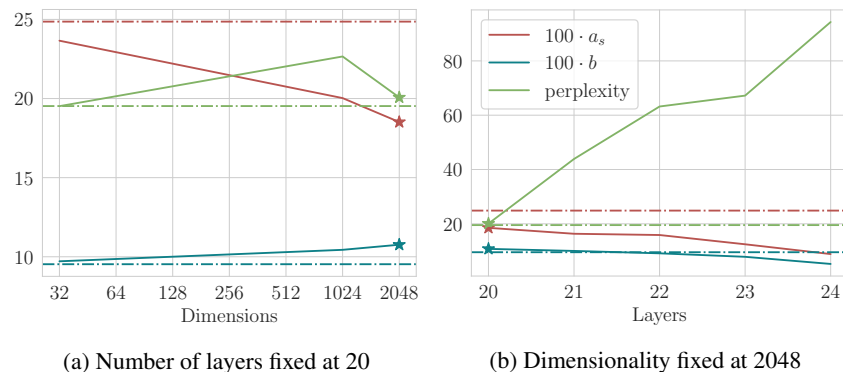 25
20
15
10
32 64 128 256 512 1024 2048
Dimensions
(a) Number of layers fixed at 20
100 · a_s
100 · b
perplexity
80
60
40
20
20 21 22 23 24
Layers
(b) Dimensionality fixed at 2048